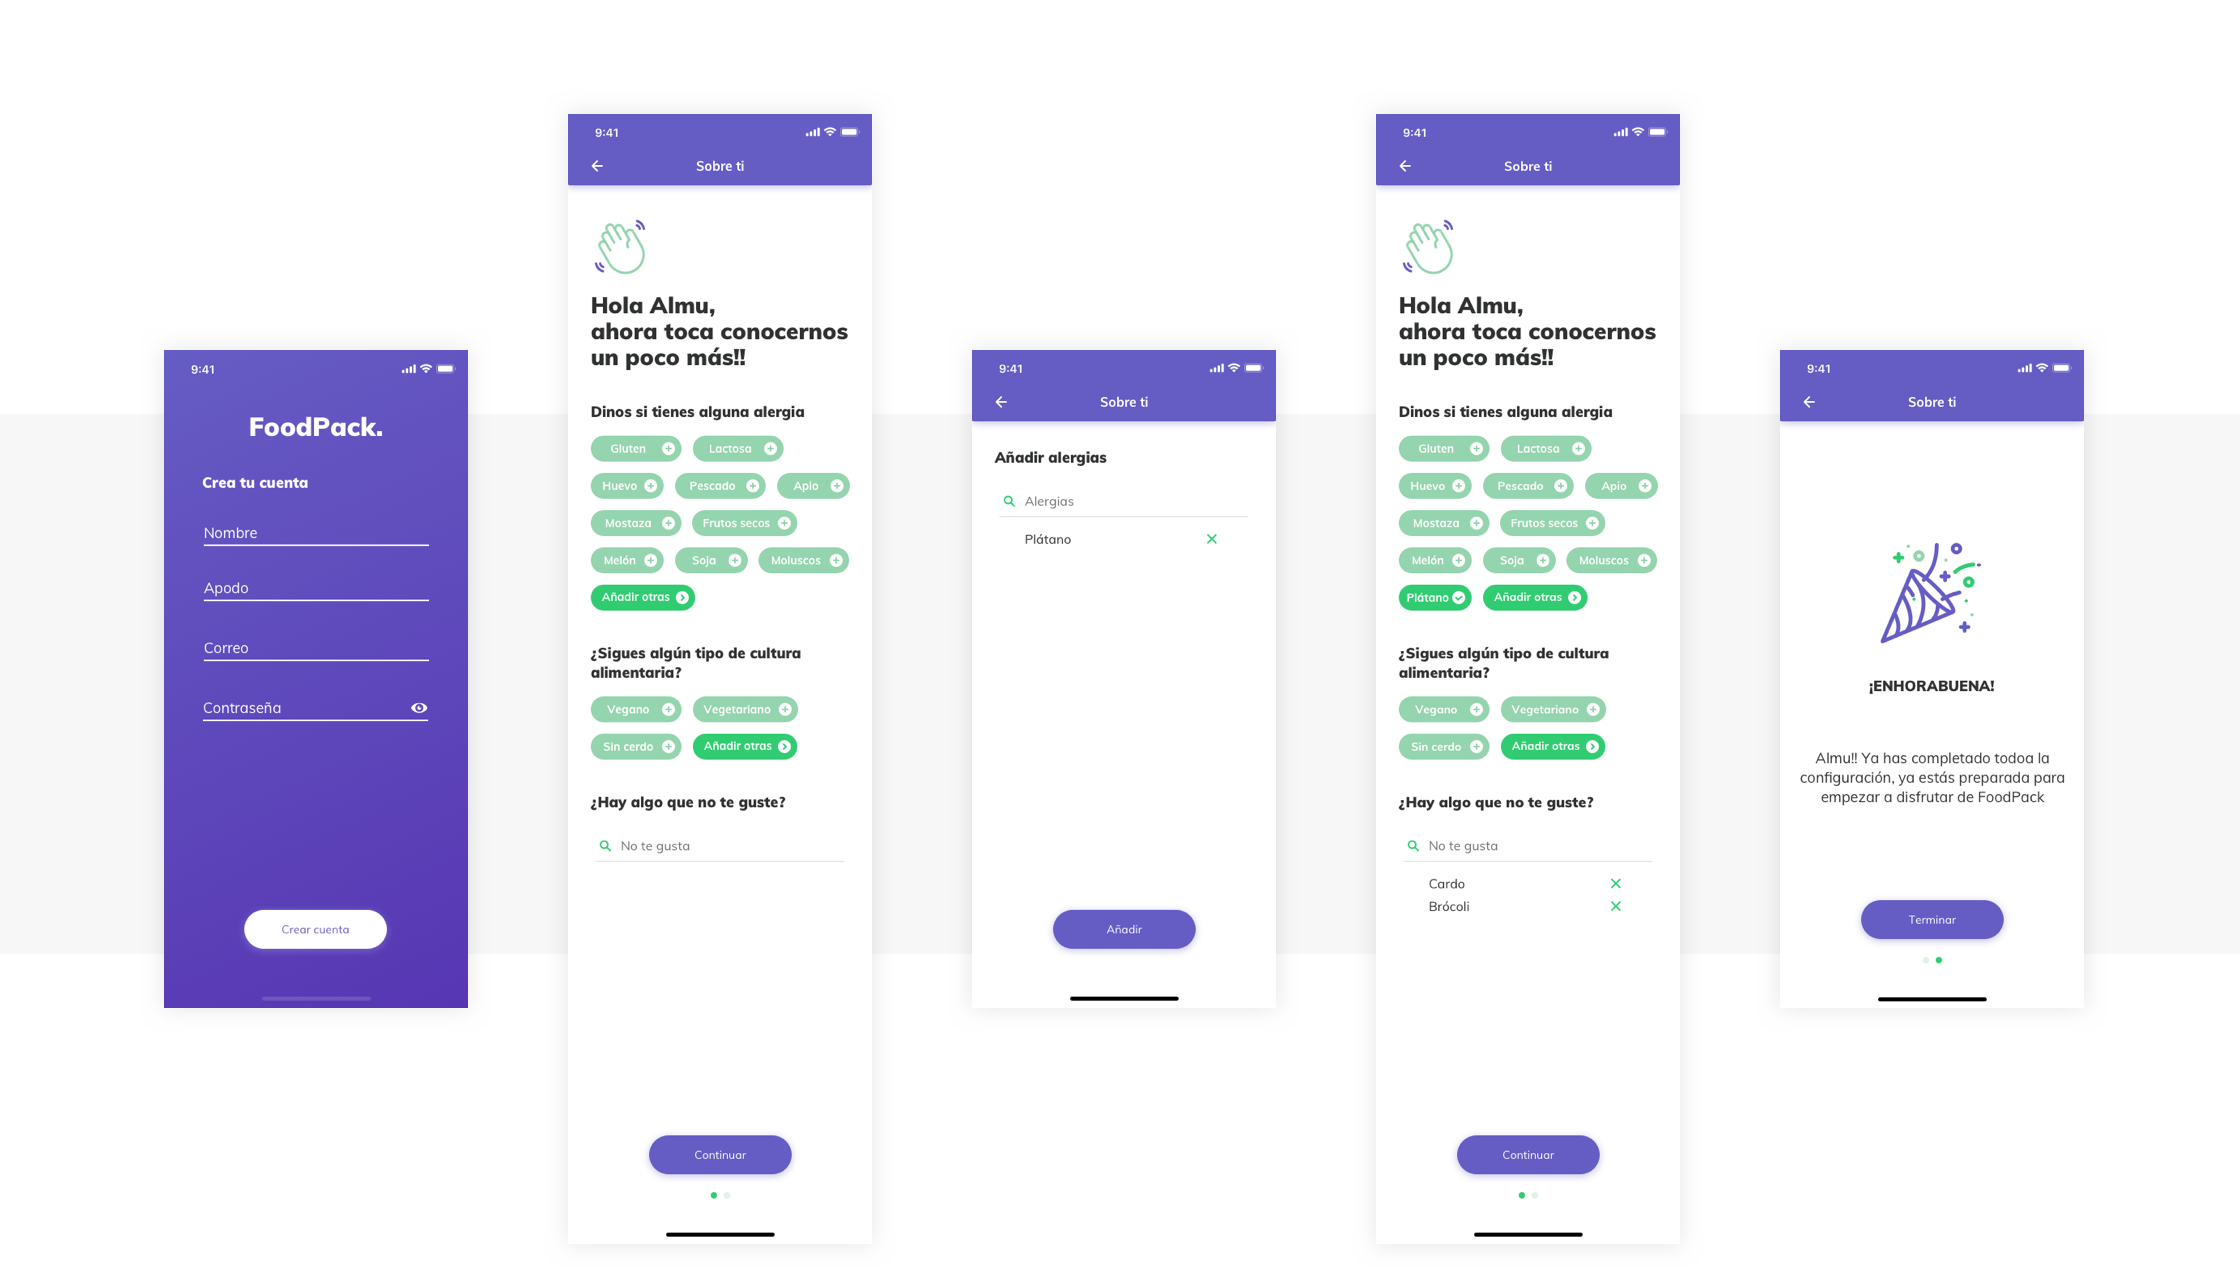 9:41
FoodPack.
Crea tu cuenta
Nombre
Apodo
Correo
Contraseña
Crear cuenta
9:41
Sobre ti
Hola Almu,
ahora toca conocernos
un poco más!!
Dinos si tienes alguna alergia
Gluten Lactosa
Huevo Pescado Apio
Mostaza Frutos secos
Melón Soja Moluscos
Añadir otras
¿Sigues algún tipo de cultura
alimentaria?
Vegano Vegetariano
Sin cerdo Añadir otras
¿Hay algo que no te guste?
No te gusta
Continuar
9:41
Sobre ti
Añadir alergias
Alergias
Plátano
Añadir
9:41
Sobre ti
Hola Almu,
ahora toca conocernos
un poco más!!
Dinos si tienes alguna alergia
Gluten Lactosa
Huevo Pescado Apio
Mostaza Frutos secos
Melón Soja Moluscos
Plátano Añadir otras
¿Sigues algún tipo de cultura
alimentaria?
Vegano Vegetariano
Sin cerdo Añadir otras
¿Hay algo que no te guste?
No te gusta
Cardo
Brócoli
Continuar
9:41
Sobre ti
¡ENHORABUENA!
Almu!! Ya has completado todoa la
configuración, ya estás preparada para
empezar a disfrutar de FoodPack
Terminar